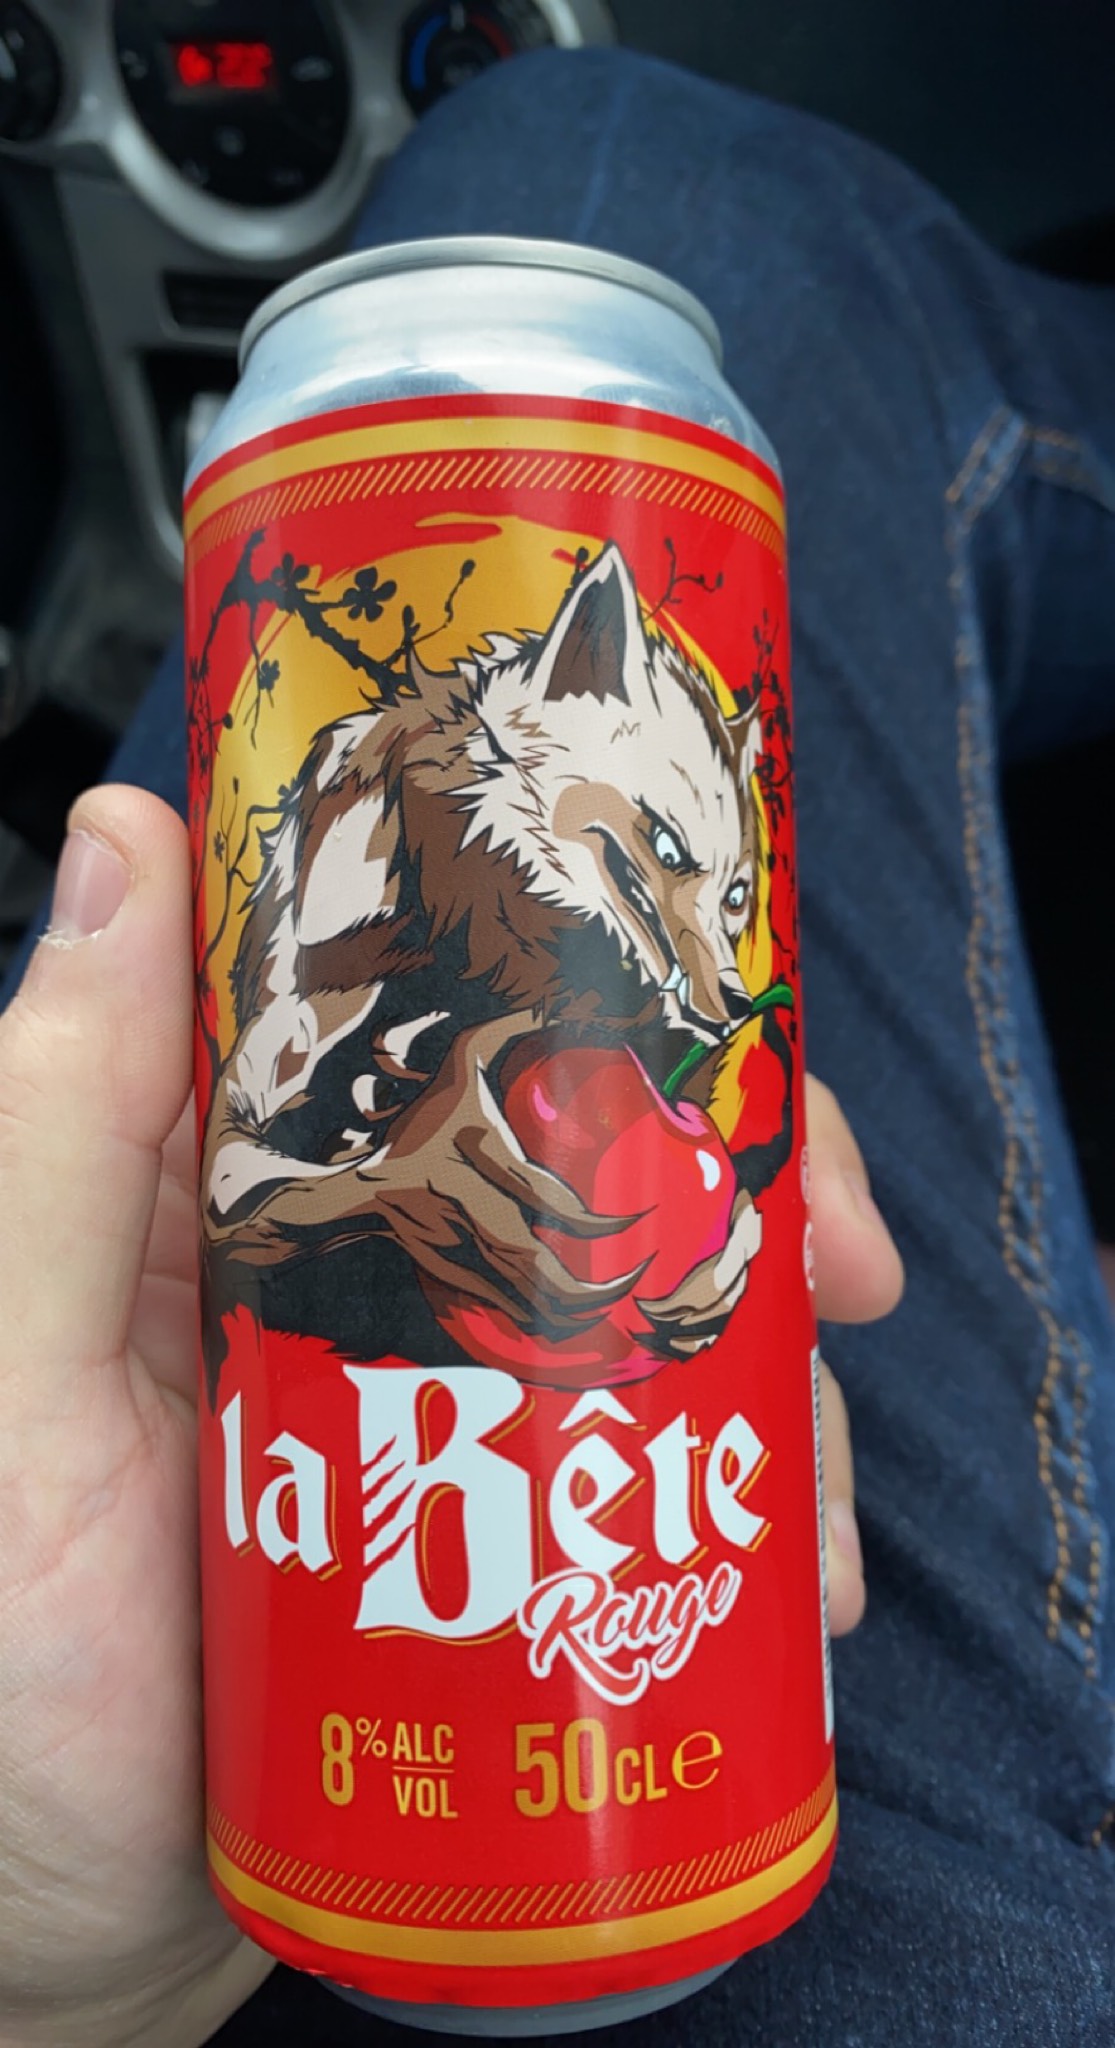 la Bête
Rouge
8% ALC VOL 50CL e